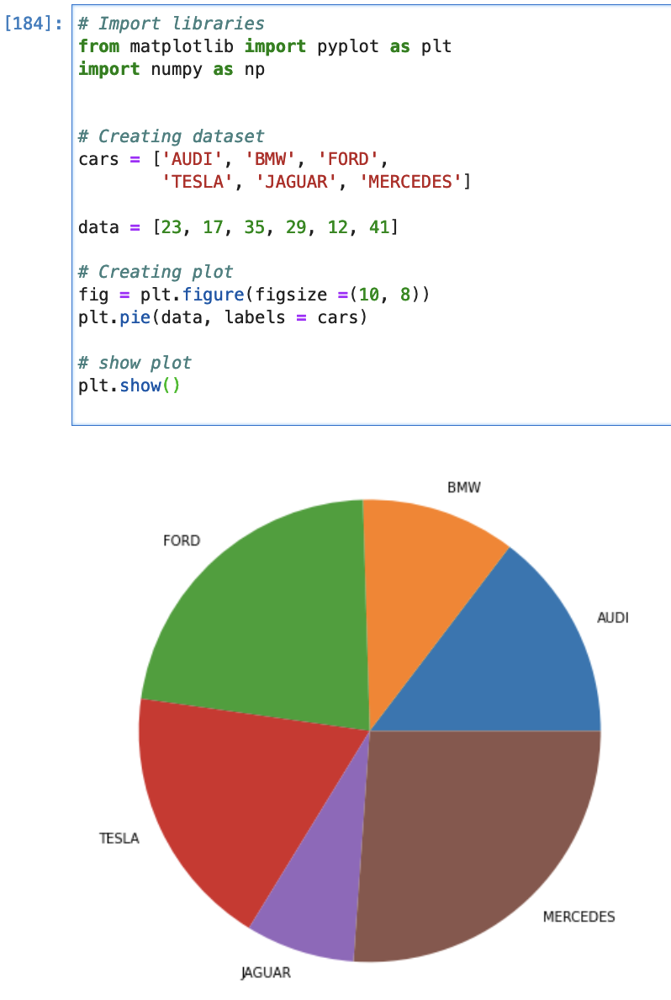 [184]: # Import libraries
from matplotlib import pyplot as plt
import numpy as np
# Creating dataset
cars = ['AUDI', 'BMW', 'FORD',
        'TESLA', 'JAGUAR', 'MERCEDES']
data = [23, 17, 35, 29, 12, 41]
# Creating plot
fig = plt.figure(figsize =(10, 8))
plt.pie(data, labels = cars)
# show plot
plt.show()
BMW
FORD
AUDI
TESLA
MERCEDES
JAGUAR